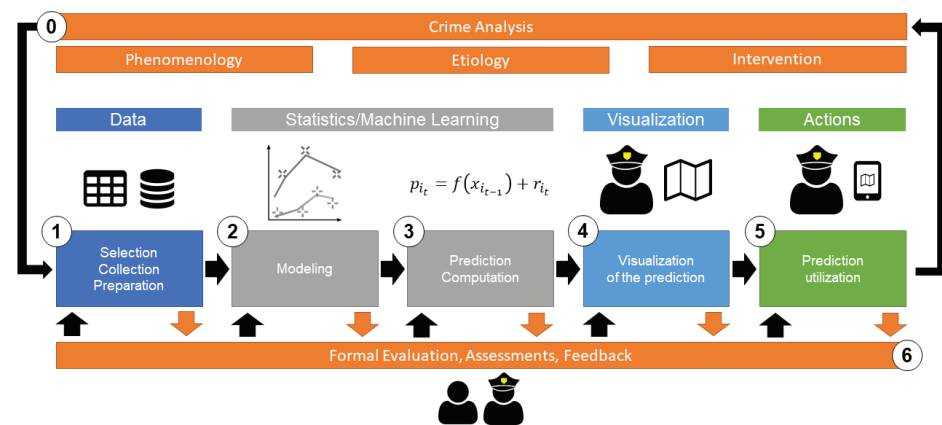 0
Crime Analysis
Phenomenology
Etiology
Intervention
Data
Statistics/Machine Learning
Visualization
Actions
p_{i_t} = f(x_{i_{t-1}}) + r_{i_t}
1
Selection
Collection
Preparation
2
Modeling
3
Prediction
Computation
4
Visualization
of the prediction
5
Prediction
utilization
Formal Evaluation, Assessments, Feedback
6